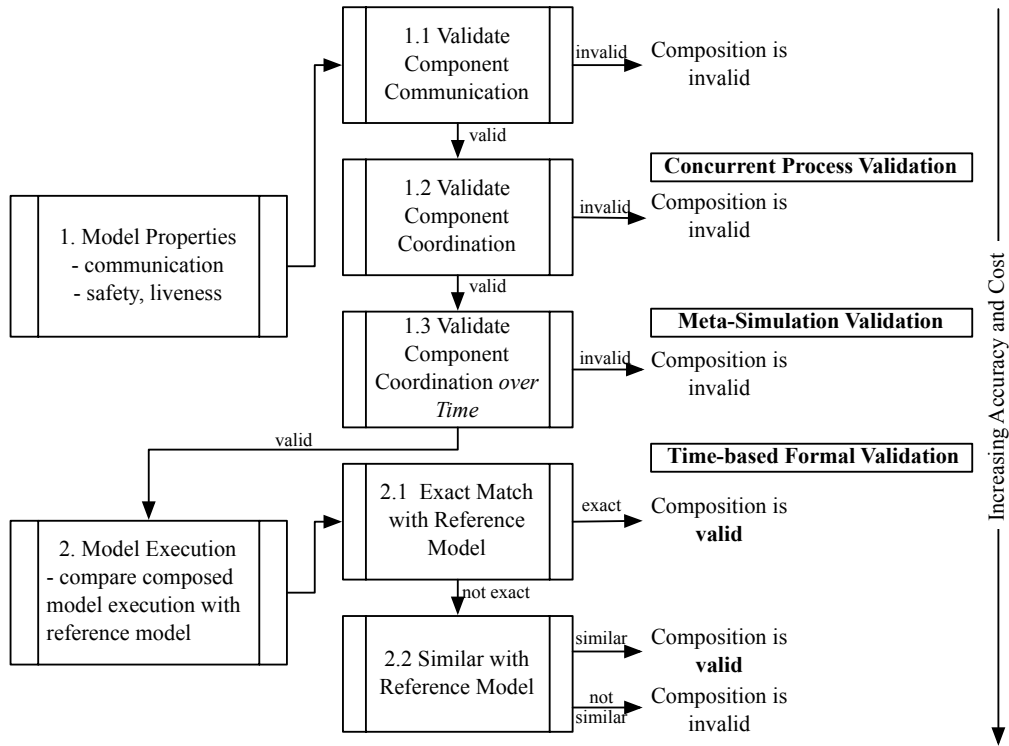 1.1 Validate
Component
Communication
invalid
Composition is
invalid
valid
Concurrent Process Validation
1.2 Validate
Component
Coordination
invalid
Composition is
invalid
1. Model Properties
- communication
- safety, liveness
valid
Meta-Simulation Validation
1.3 Validate
Component
Coordination over
Time
invalid
Composition is
invalid
valid
Time-based Formal Validation
2.1 Exact Match
with Reference
Model
exact
Composition is
valid
2. Model Execution
- compare composed
model execution with
reference model
not exact
2.2 Similar with
Reference Model
similar
Composition is
valid
not
similar
Composition is
invalid
Increasing Accuracy and Cost